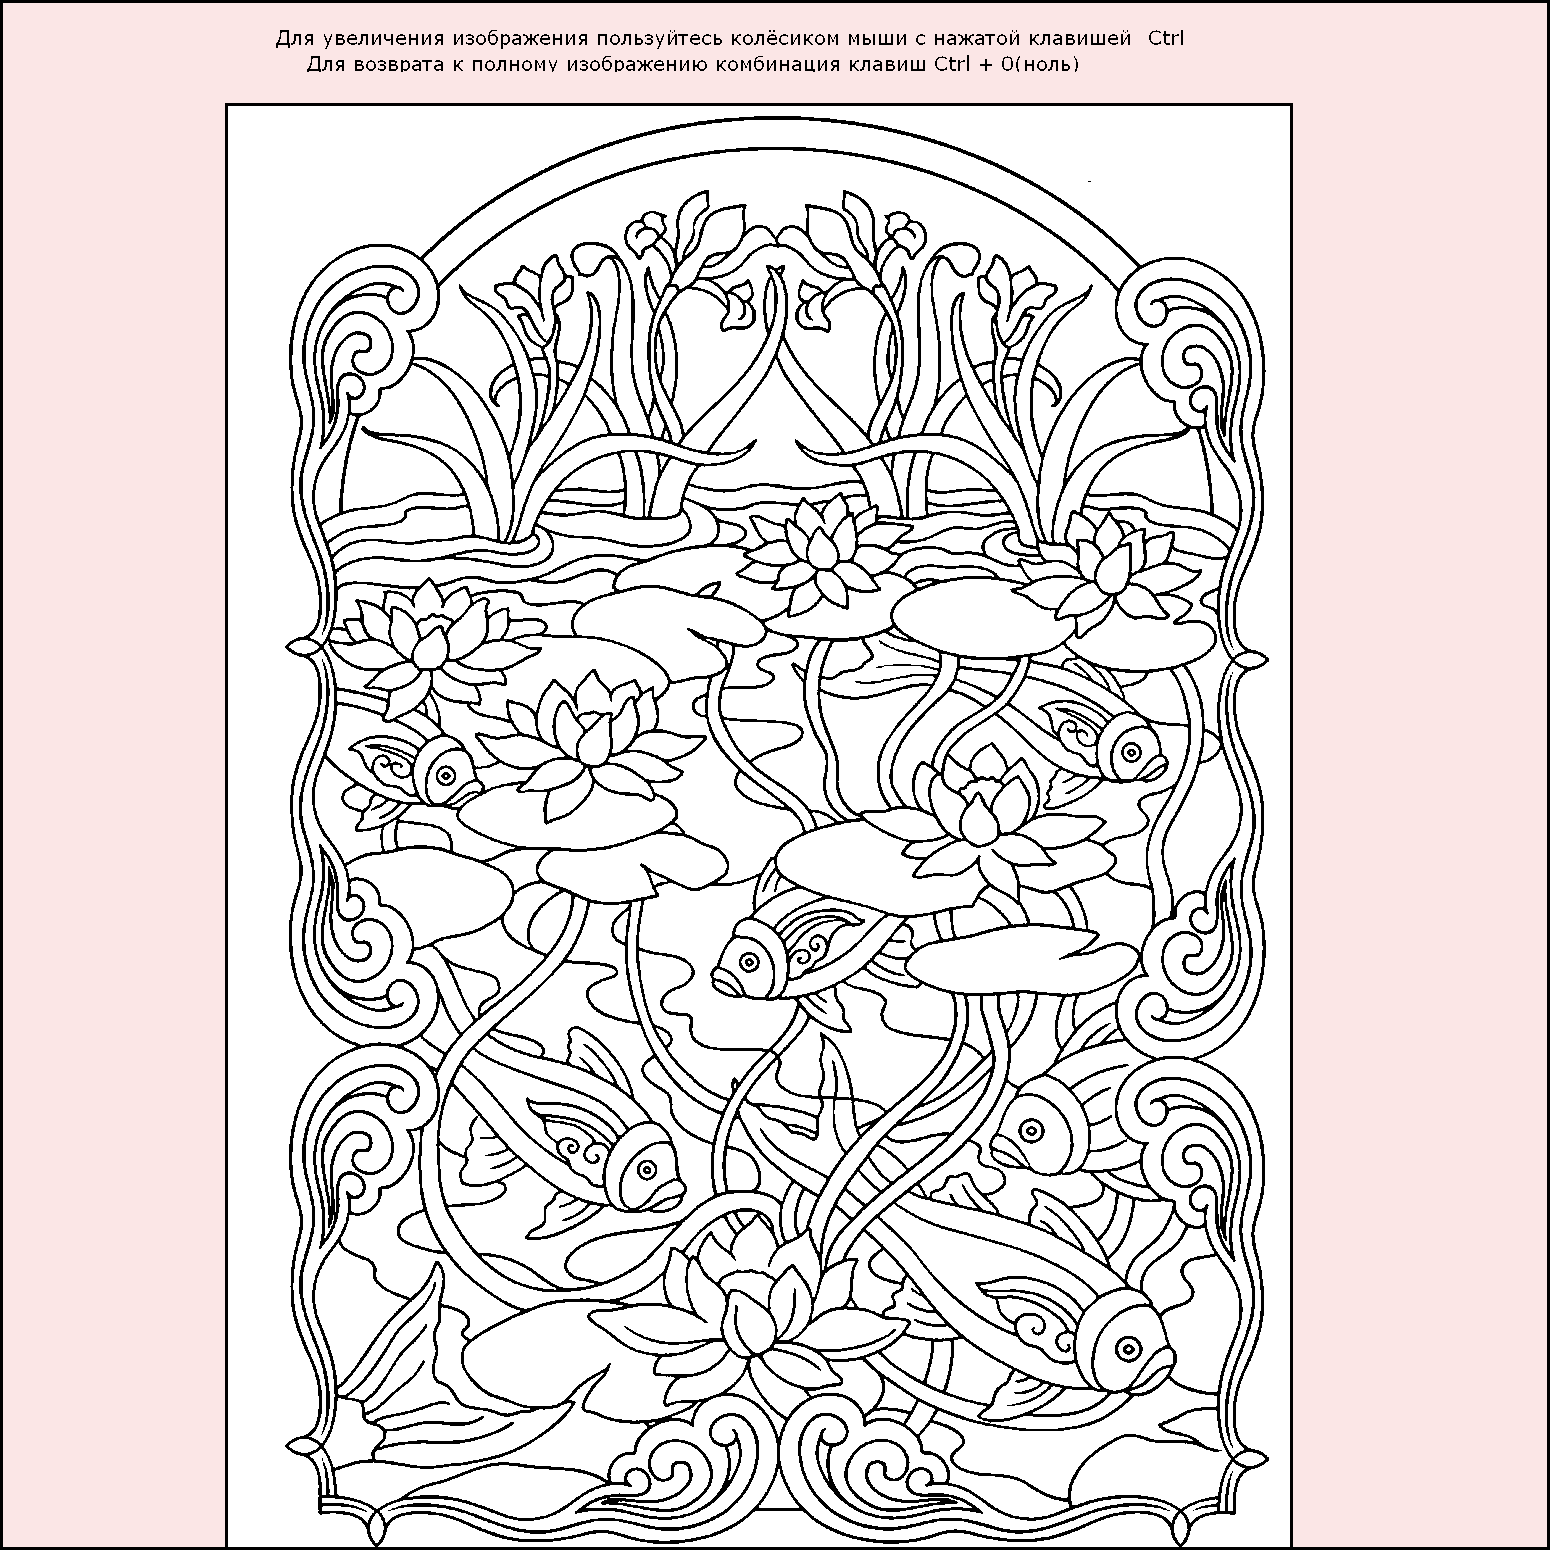 Для увеличения изображения пользуйтесь колёсиком мыши с нажатой клавишей Ctrl
Для возврата к полному изображению комбинация клавиш Ctrl + 0(ноль)